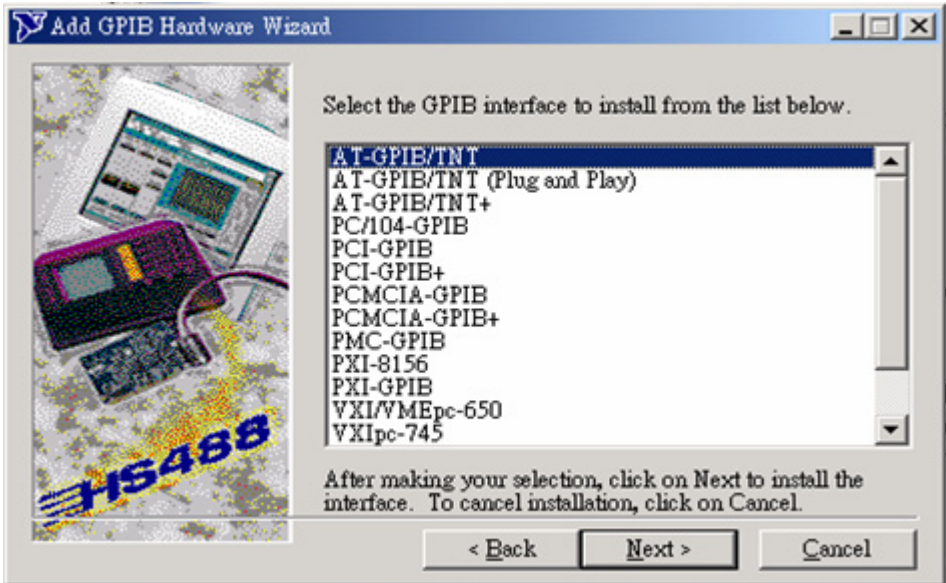 Add GPIB Hardware Wizard
Select the GPIB interface to install from the list below.
AT-GPIB/TNT
AT-GPIB/TNT (Plug and Play)
AT-GPIB/TNT+
PC/104-GPIB
PCI-GPIB
PCI-GPIB+
PCMCIA-GPIB
PCMCIA-GPIB+
PMC-GPIB
PXI-8156
PXI-GPIB
VXI/VMEpc-650
VXIpc-745
HS488
After making your selection, click on Next to install the
interface. To cancel installation, click on Cancel.
< Back
Next >
Cancel